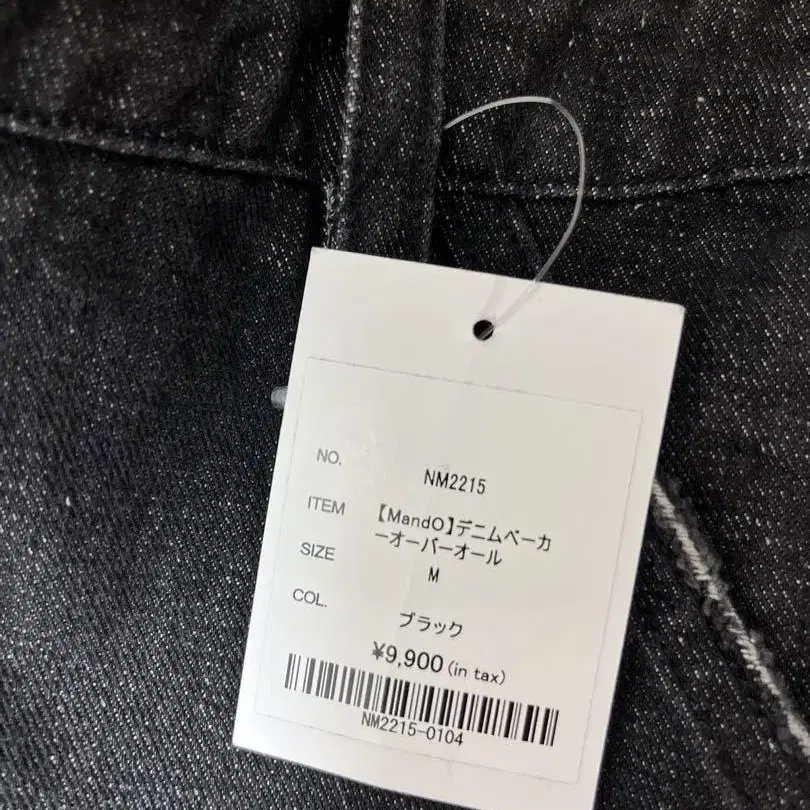 NO. NM2215
ITEM 【MandO】デニムベーカ
ーオーバーオール
SIZE M
COL. ブラック
¥9,900 (in tax)
NM2215-0104